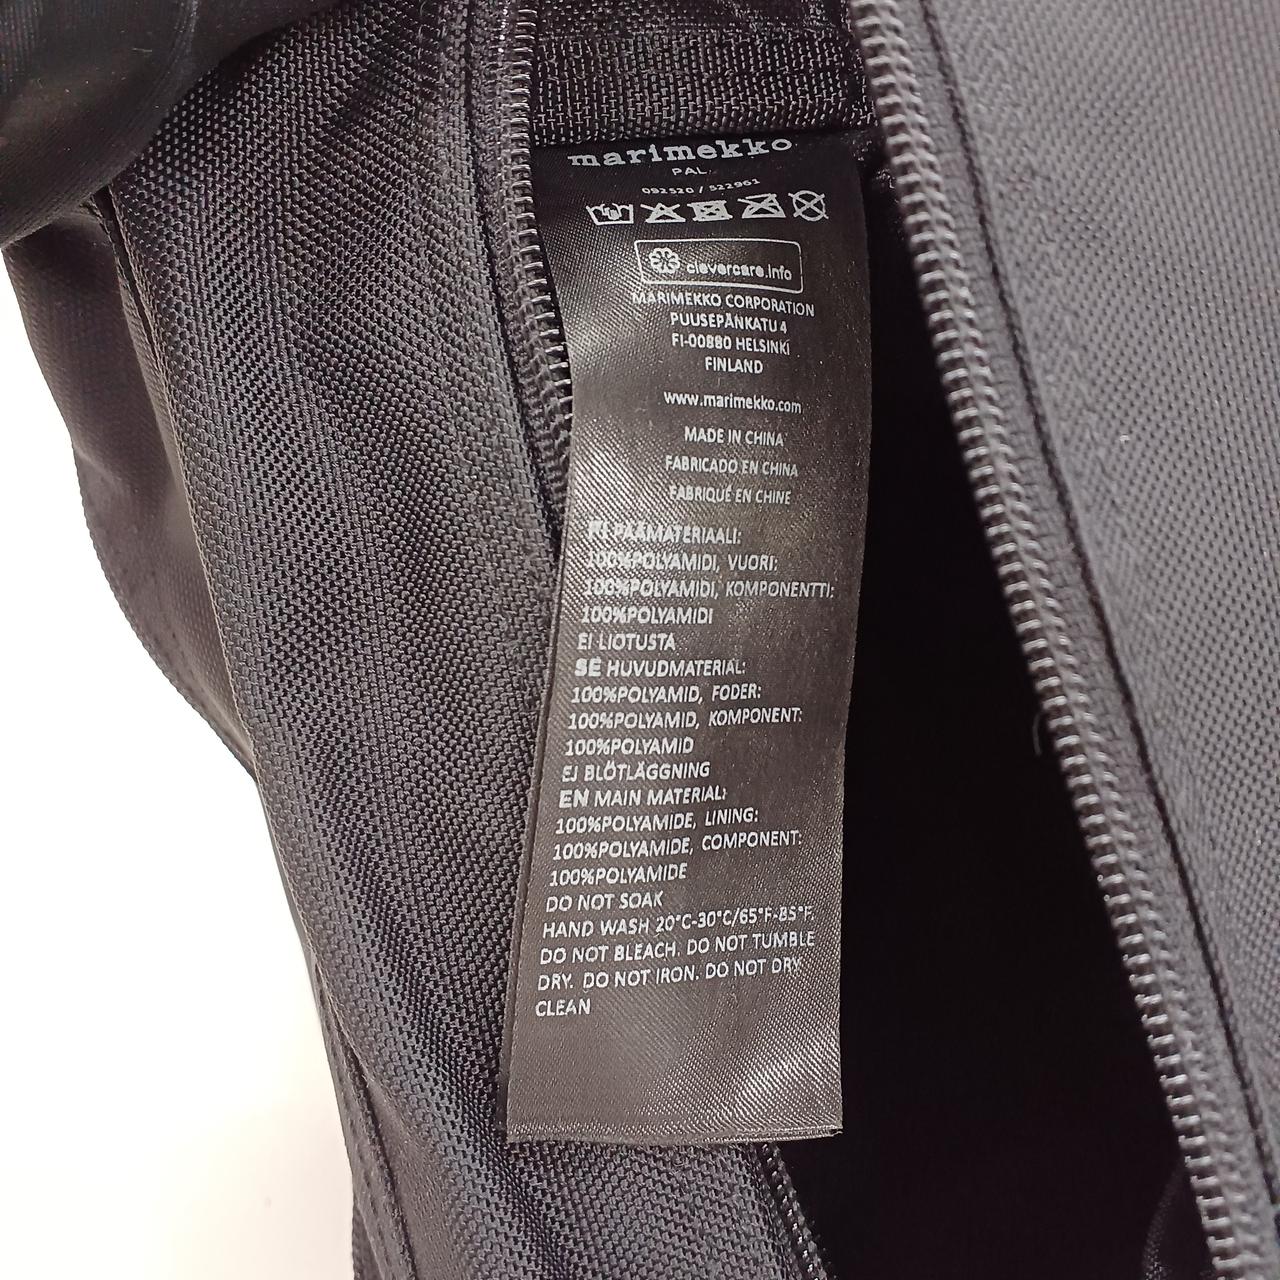 marimekko
PAL
092520 / 522961
clevercare.info
MARIMEKKO CORPORATION
PUUSEPÄNKATU 4
FI-00880 HELSINKI
FINLAND
www.marimekko.com
MADE IN CHINA
FABRICADO EN CHINA
FABRIQUÉ EN CHINE
FI PÄÄMATERIAALI:
100%POLYAMIDI, VUORI:
100%POLYAMIDI, KOMPONENTTI:
100%POLYAMIDI
EI LIOTUSTA
SE HUVUDMATERIAL:
100%POLYAMID, FODER:
100%POLYAMID, KOMPONENT:
100%POLYAMID
EJ BLÖTLÄGGNING
EN MAIN MATERIAL:
100%POLYAMIDE, LINING:
100%POLYAMIDE, COMPONENT:
100%POLYAMIDE
DO NOT SOAK
HAND WASH 20°C-30°C/65°F-85°F.
DO NOT BLEACH. DO NOT TUMBLE
DRY. DO NOT IRON. DO NOT DRY
CLEAN